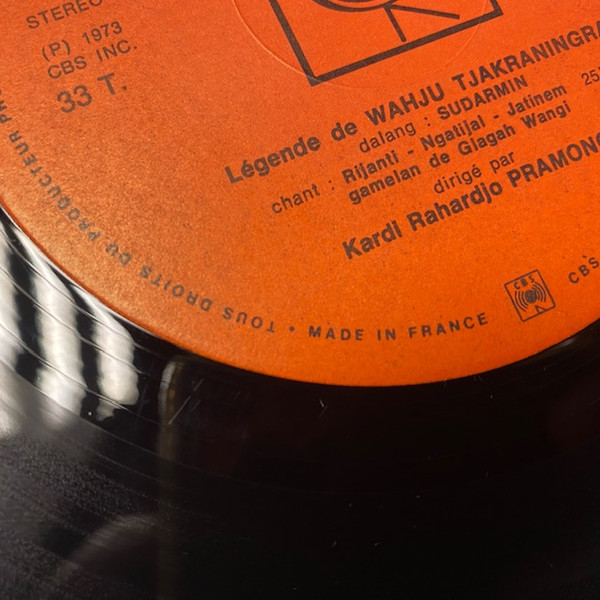 STEREO
(P) 1973
CBS INC.
33 T.
Légende de WAHJU TJAKRANINGRA
dalang : SUDARMIN
chant : Rijanti - Ngatijal - Jatinem
gamelan de Glagah Wangi
dirigé par
Kardi Rahardjo PRAMONO
TOUS DROITS DU PRODUCTEUR
• MADE IN FRANCE
CBS
CBS